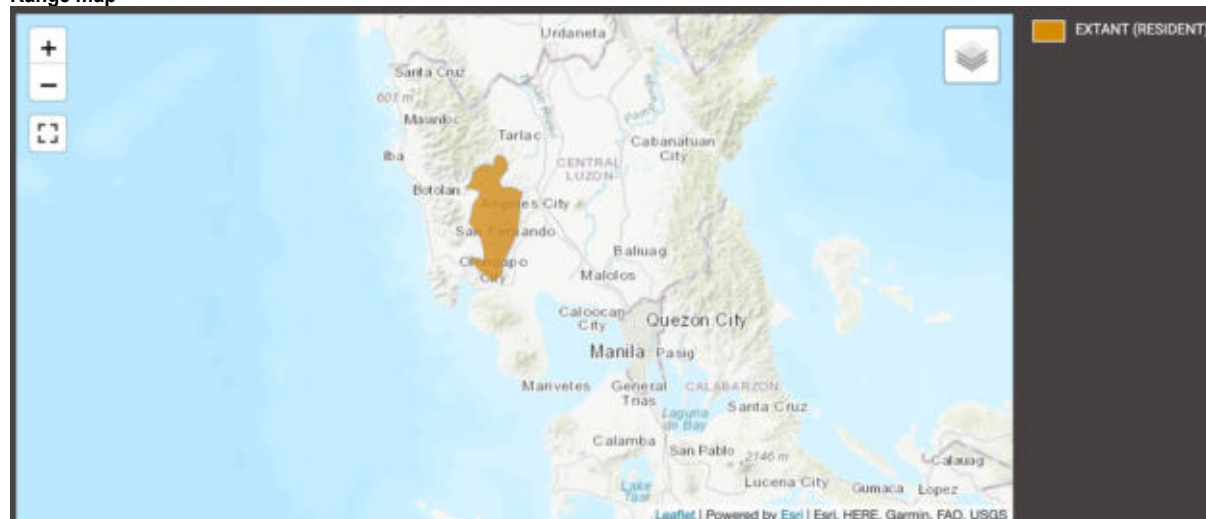 Range map
+
−
EXTANT (RESIDENT)
Urdaneta
Santa Cruz
601 m
Masinloc
Tarlac
Cabanatuan
City
Iba
CENTRAL
LUZON
Botolan
Angeles City
San Fernando
Olongapo
City
Baliuag
Malolos
Caloocan
City
Quezon City
Manila
Pasig
Mariveles
General
Trias
CALABARZON
Laguna
de Bay
Santa Cruz
Calamba
San Pablo
2146 m
Calauag
Lucena City
Gumaca
Lopez
Lake
Taal
Leaflet | Powered by Esri | Esri, HERE, Garmin, FAO, USGS